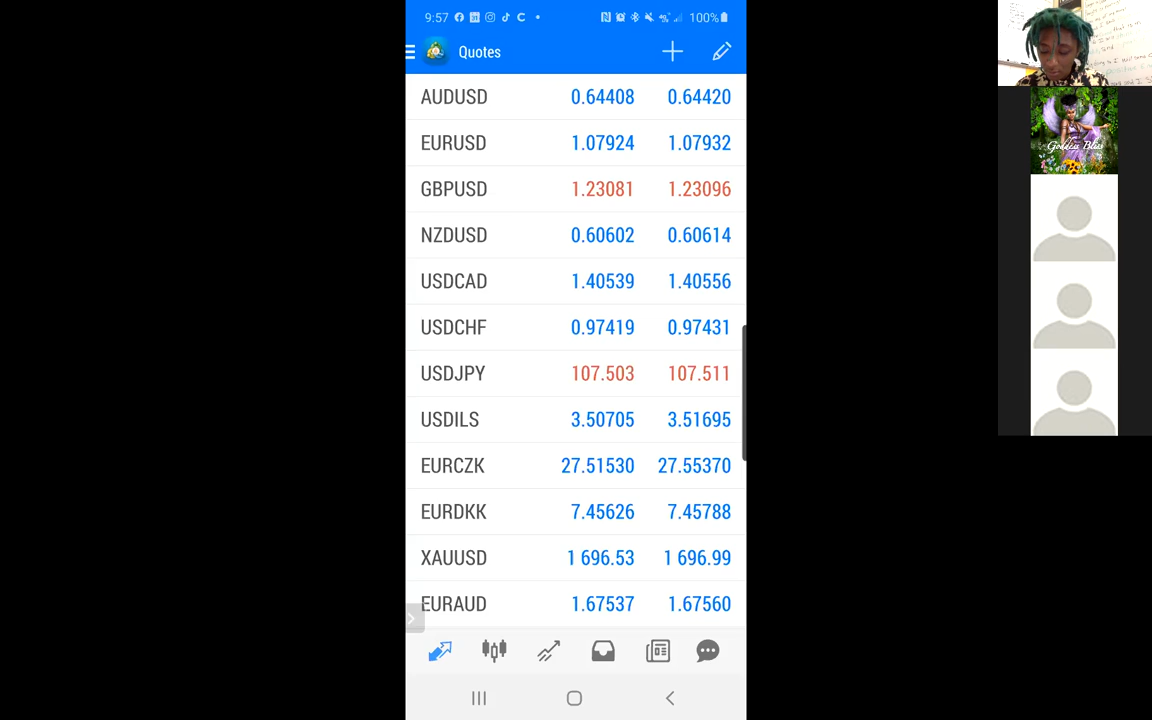 9:57
100%
Quotes
AUDUSD 0.64408 0.64420
EURUSD 1.07924 1.07932
GBPUSD 1.23081 1.23096
NZDUSD 0.60602 0.60614
USDCAD 1.40539 1.40556
USDCHF 0.97419 0.97431
USDJPY 107.503 107.511
USDILS 3.50705 3.51695
EURCZK 27.51530 27.55370
EURDKK 7.45626 7.45788
XAUUSD 1 696.53 1 696.99
EURAUD 1.67537 1.67560
Goddess Bliss